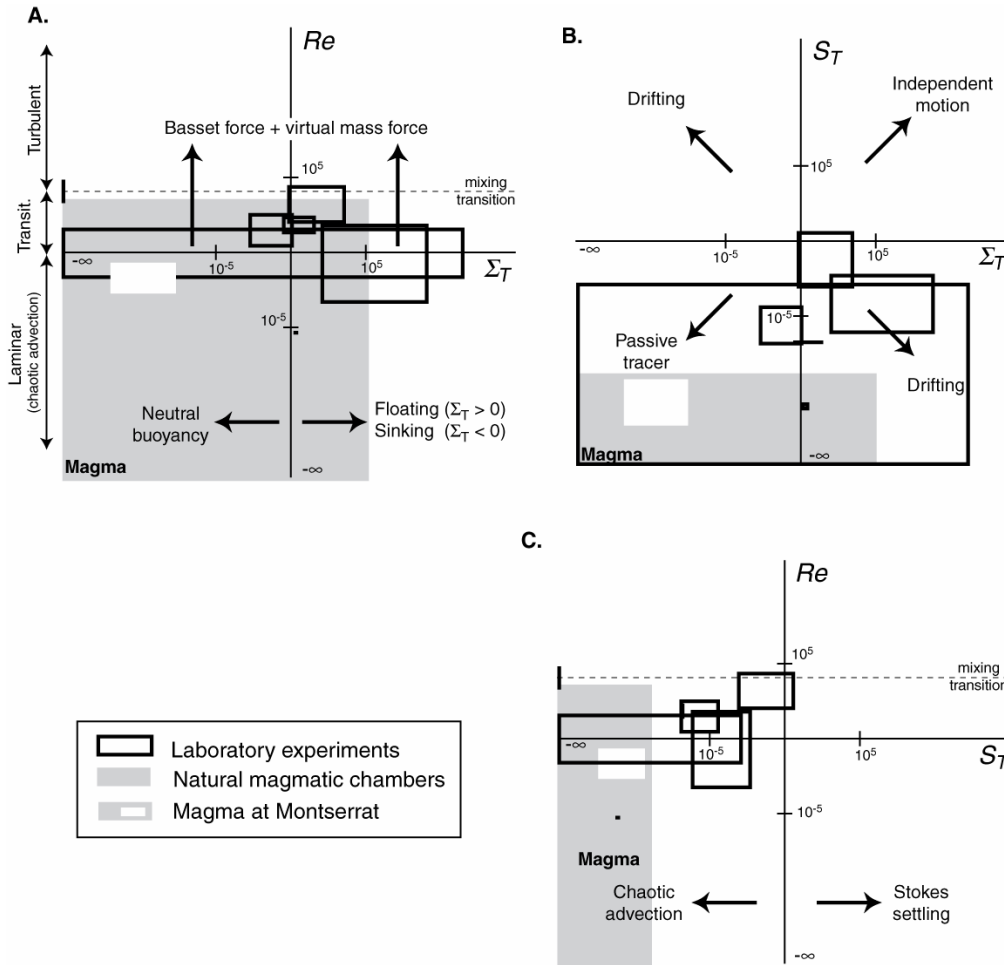 A.
Re
Turbulent
Transit.
Laminar
(chaotic advection)
Basset force + virtual mass force
10^5
mixing
transition
-∞
10^-5
10^5
Σ_T
10^-5
Neutral
buoyancy
Floating (Σ_T > 0)
Sinking (Σ_T < 0)
Magma
-∞
B.
S_T
Drifting
Independent
motion
10^5
-∞
10^-5
10^5
Σ_T
10^-5
Passive
tracer
Drifting
Magma
-∞
C.
Re
10^5
mixing
transition
-∞
10^-5
10^5
S_T
10^-5
Magma
Chaotic
advection
Stokes
settling
-∞
Laboratory experiments
Natural magmatic chambers
Magma at Montserrat